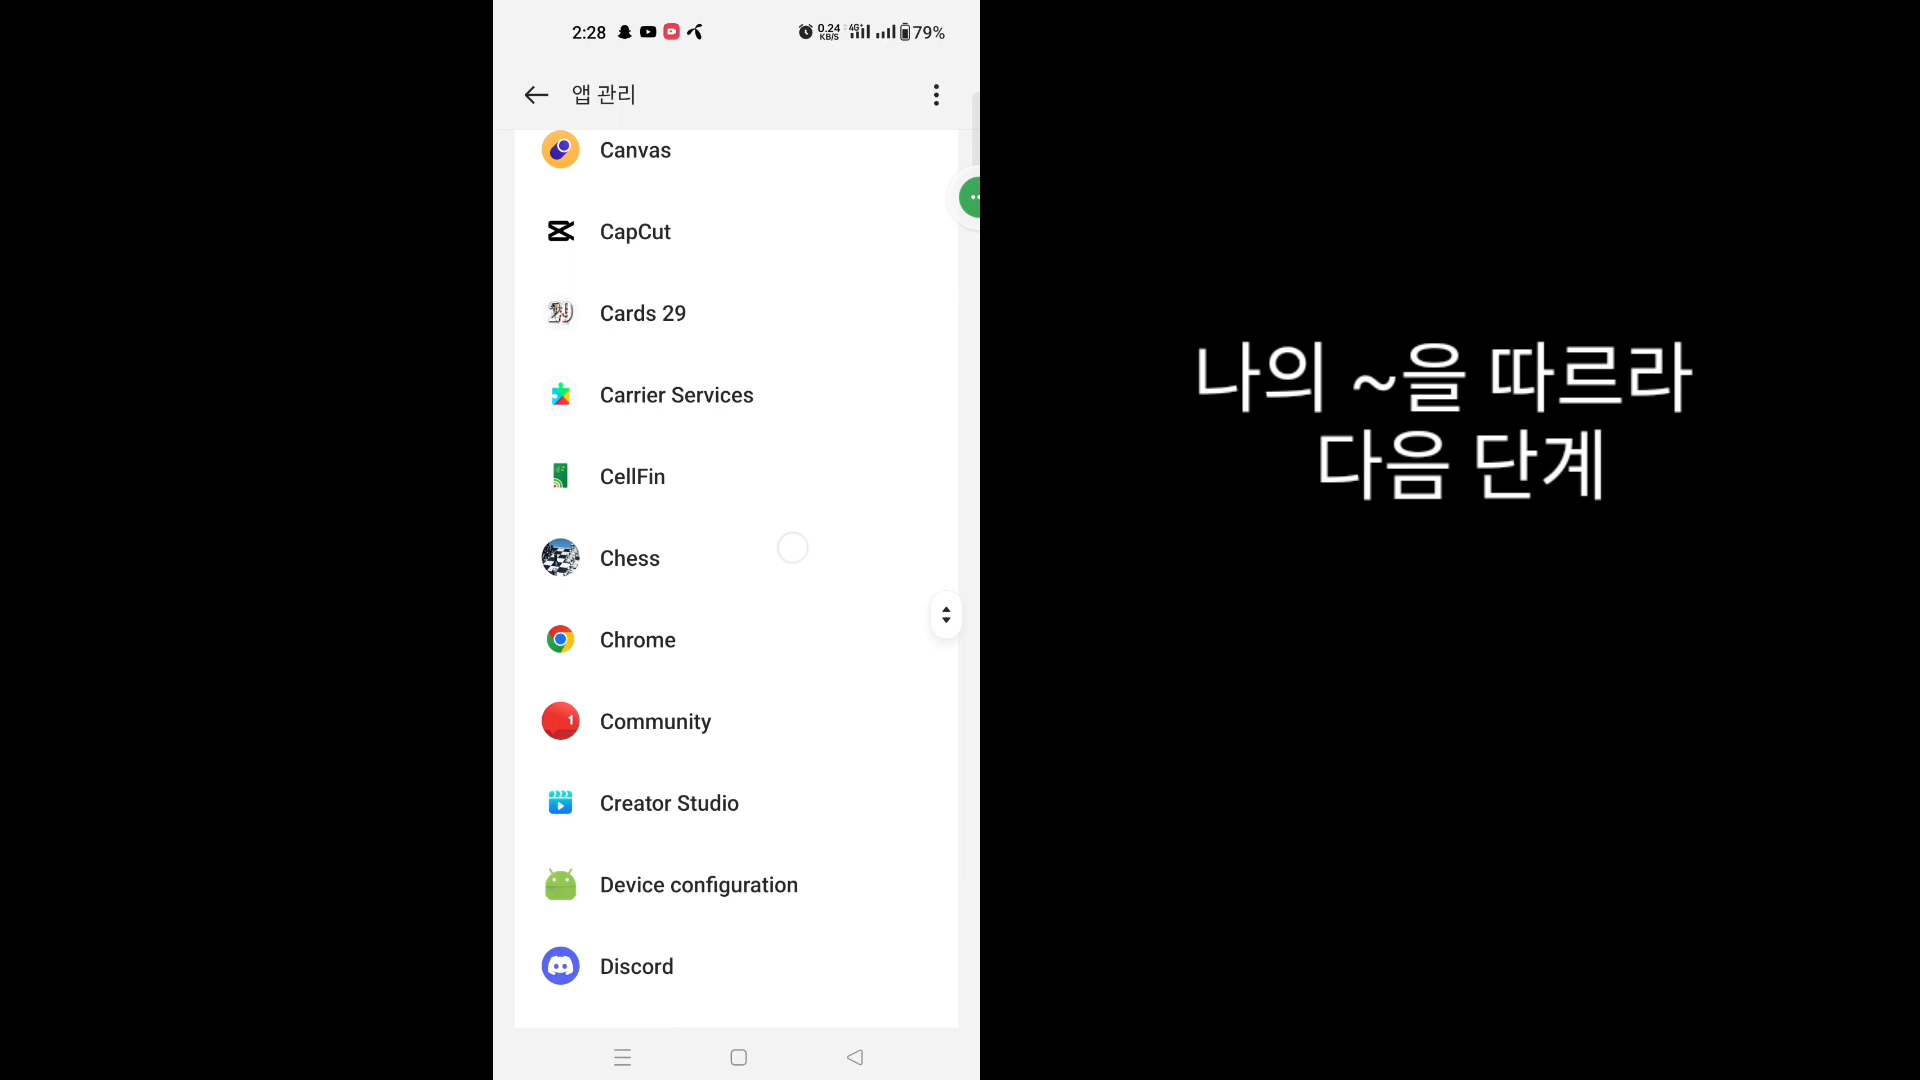 2:28
0.24 KB/S 4G+ 79%
앱 관리
Canvas
CapCut
Cards 29
Carrier Services
CellFin
Chess
Chrome
1
Community
Creator Studio
Device configuration
Discord
나의 ~을 따르라
다음 단계